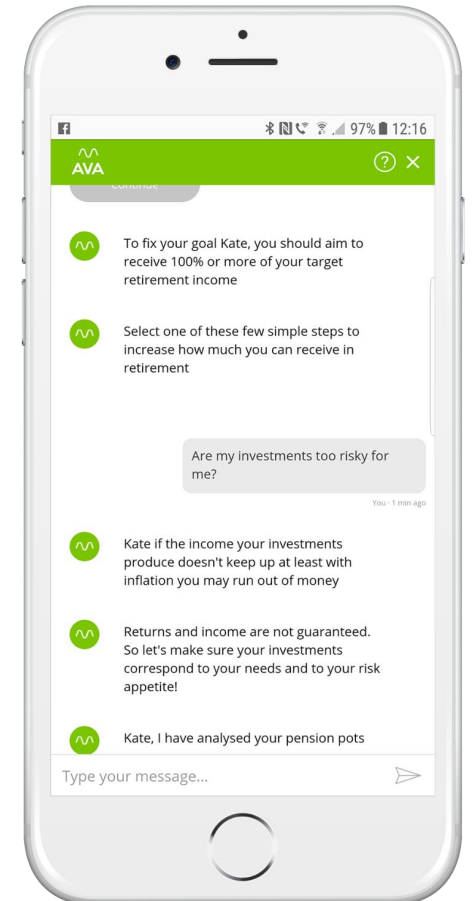 97% 12:16
AVA
Continue
To fix your goal Kate, you should aim to
receive 100% or more of your target
retirement income
Select one of these few simple steps to
increase how much you can receive in
retirement
Are my investments too risky for
me?
You - 1 min ago
Kate if the income your investments
produce doesn't keep up at least with
inflation you may run out of money
Returns and income are not guaranteed.
So let's make sure your investments
correspond to your needs and to your risk
appetite!
Kate, I have analysed your pension pots
Type your message...